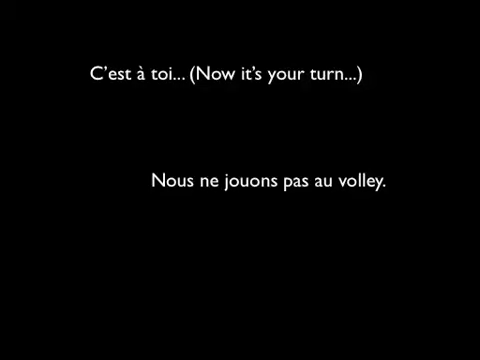 C’est à toi... (Now it’s your turn...)
Nous ne jouons pas au volley.